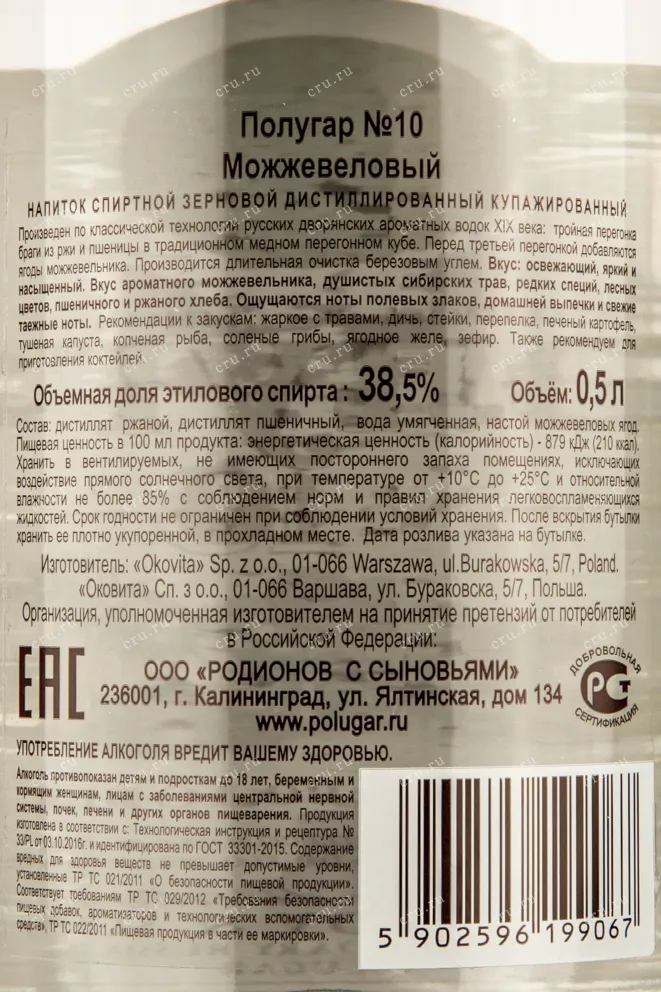 Полугар №10
Можжевеловый
НАПИТОК СПИРТНОЙ ЗЕРНОВОЙ ДИСТИЛЛИРОВАННЫЙ КУПАЖИРОВАННЫЙ
Произведен по классической технологии русских дворянских ароматных водок XIX века: тройная перегонка
браги из ржи и пшеницы в традиционном медном перегонном кубе. Перед третьей перегонкой добавляются
ягоды можжевельника. Производится длительная очистка березовым углем. Вкус: освежающий, яркий и
насыщенный. Вкус ароматного можжевельника, душистых сибирских трав, редких специй, лесных
цветов, пшеничного и ржаного хлеба. Ощущаются ноты полевых злаков, домашней выпечки и свежие
таежные ноты. Рекомендации к закускам: жаркое с травами, дичь, стейки, перепелка, печеный картофель,
тушеная капуста, копченая рыба, соленые грибы, ягодное желе, зефир. Также рекомендуем для
приготовления коктейлей.
Объемная доля этилового спирта : 38,5% Объём: 0,5 л
Состав: дистиллят ржаной, дистиллят пшеничный, вода умягченная, настой можжевеловых ягод.
Пищевая ценность в 100 мл продукта: энергетическая ценность (калорийность) - 879 кДж (210 ккал).
Хранить в вентилируемых, не имеющих постороннего запаха помещениях, исключающих
воздействие прямого солнечного света, при температуре от +10°С до +25°С и относительной
влажности не более 85% с соблюдением норм и правил хранения легковоспламеняющихся
жидкостей. Срок годности не ограничен при соблюдении условий хранения. После вскрытия бутылки
хранить ее плотно укупоренной, в прохладном месте. Дата розлива указана на бутылке.
Изготовитель: «Okovita» Sp. z o.o., 01-066 Warszawa, ul.Burakowska, 5/7, Poland.
«Оковита» Сп. з о.о., 01-066 Варшава, ул. Бураковска, 5/7, Польша.
Организация, уполномоченная изготовителем на принятие претензий от потребителей
в Российской Федерации:
ООО «РОДИОНОВ С СЫНОВЬЯМИ»
236001, г. Калининград, ул. Ялтинская, дом 134
www.polugar.ru
EAC
ДОБРОВОЛЬНАЯ
РСТ
СЕРТИФИКАЦИЯ
УПОТРЕБЛЕНИЕ АЛКОГОЛЯ ВРЕДИТ ВАШЕМУ ЗДОРОВЬЮ.
Алкоголь противопоказан детям и подросткам до 18 лет, беременным и
кормящим женщинам, лицам с заболеваниями центральной нервной
системы, почек, печени и других органов пищеварения. Продукция
изготовлена в соответствии с: Технологическая инструкция и рецептура №
33/PL от 03.10.2016г. и идентифицирована по ГОСТ 33301-2015. Содержание
вредных для здоровья веществ не превышает допустимые уровни,
установленные ТР ТС 021/2011 «О безопасности пищевой продукции».
Соответствует требованиям ТР ТС 029/2012 «Требования безопасности
пищевых добавок, ароматизаторов и технологических вспомогательных
средств», ТР ТС 022/2011 «Пищевая продукция в части ее маркировки».
5 902596 199067
cru.ru